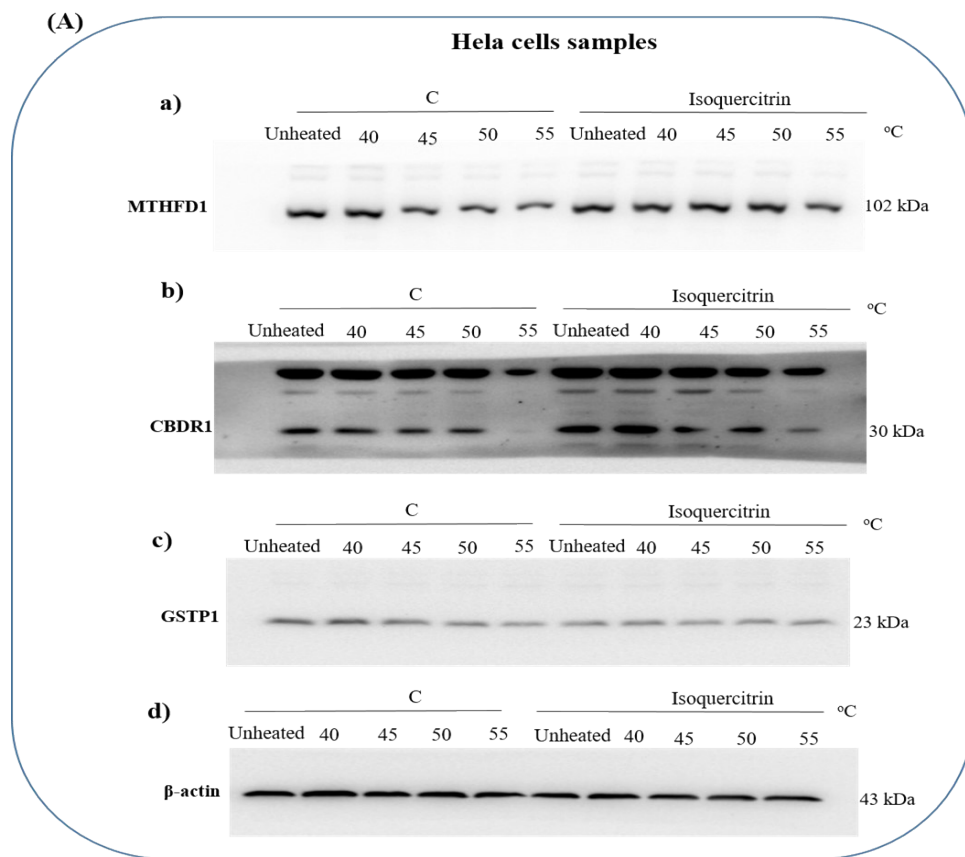 (A)
Hela cells samples
a)
C Isoquercitrin
Unheated 40 45 50 55 Unheated 40 45 50 55 °C
MTHFD1 102 kDa
b)
C Isoquercitrin
°C
Unheated 40 45 50 55 Unheated 40 45 50 55
CBDR1 30 kDa
C Isoquercitrin
°C
c)
Unheated 40 45 50 55 Unheated 40 45 50 55
GSTP1 23 kDa
C Isoquercitrin
d) °C
Unheated 40 45 50 55 Unheated 40 45 50 55
β-actin 43 kDa